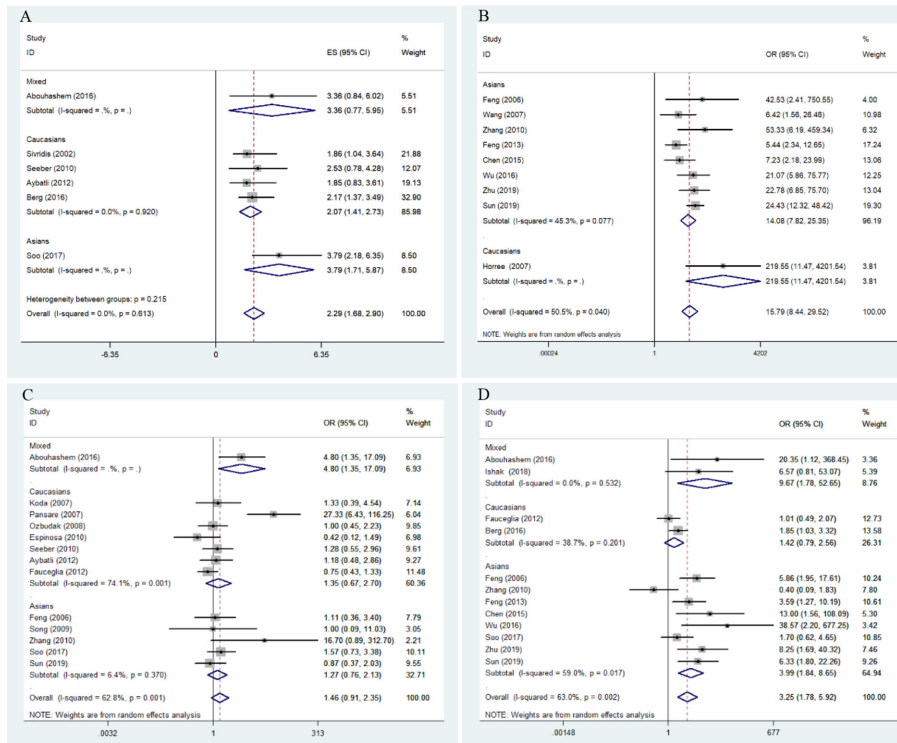 A
Study %
ID ES (95% CI) Weight
Mixed
Abouhashem (2016) 3.36 (0.84, 6.02) 5.51
Subtotal (I-squared = .%, p = .) 3.36 (0.77, 5.95) 5.51
.
Caucasians
Sivridis (2002) 1.86 (1.04, 3.64) 21.88
Seeber (2010) 2.53 (0.78, 4.28) 12.07
Aybatli (2012) 1.85 (0.83, 3.61) 19.13
Berg (2016) 2.17 (1.37, 3.49) 32.90
Subtotal (I-squared = 0.0%, p = 0.920) 2.07 (1.41, 2.73) 85.98
.
Asians
Soo (2017) 3.79 (2.18, 6.35) 8.50
Subtotal (I-squared = .%, p = .) 3.79 (1.71, 5.87) 8.50
.
Heterogeneity between groups: p = 0.215
Overall (I-squared = 0.0%, p = 0.613) 2.29 (1.68, 2.90) 100.00
-6.35 0 6.35
B
Study %
ID OR (95% CI) Weight
Asians
Feng (2006) 42.53 (2.41, 750.55) 4.00
Wang (2007) 6.42 (1.56, 26.46) 10.98
Zhang (2010) 53.33 (6.19, 459.34) 6.32
Feng (2013) 5.44 (2.34, 12.65) 17.24
Chen (2015) 7.23 (2.18, 23.99) 13.06
Wu (2016) 21.07 (5.86, 75.77) 12.25
Zhu (2019) 22.78 (6.85, 75.70) 13.04
Sun (2019) 24.43 (12.32, 48.42) 19.30
Subtotal (I-squared = 45.3%, p = 0.077) 14.08 (7.82, 25.35) 96.19
.
Caucasians
Horree (2007) 219.55 (11.47, 4201.54) 3.81
Subtotal (I-squared = .%, p = .) 219.55 (11.47, 4201.54) 3.81
.
Overall (I-squared = 50.5%, p = 0.040) 15.79 (8.44, 29.52) 100.00
NOTE: Weights are from random effects analysis
.00024 1 4202
C
Study %
ID OR (95% CI) Weight
Mixed
Abouhashem (2016) 4.80 (1.35, 17.09) 6.93
Subtotal (I-squared = .%, p = .) 4.80 (1.35, 17.09) 6.93
.
Caucasians
Koda (2007) 1.33 (0.39, 4.54) 7.14
Pansare (2007) 27.33 (6.43, 116.25) 6.04
Ozbudak (2008) 1.00 (0.45, 2.23) 9.85
Espinosa (2010) 0.42 (0.12, 1.49) 6.98
Seeber (2010) 1.28 (0.55, 2.96) 9.61
Aybatli (2012) 1.18 (0.48, 2.86) 9.27
Fauceglia (2012) 0.75 (0.43, 1.33) 11.48
Subtotal (I-squared = 74.1%, p = 0.001) 1.35 (0.67, 2.70) 60.36
.
Asians
Feng (2006) 1.11 (0.36, 3.40) 7.79
Song (2009) 1.00 (0.09, 11.03) 3.05
Zhang (2010) 16.70 (0.89, 312.70) 2.21
Soo (2017) 1.57 (0.73, 3.38) 10.11
Sun (2019) 0.87 (0.37, 2.03) 9.55
Subtotal (I-squared = 6.4%, p = 0.370) 1.27 (0.76, 2.13) 32.71
.
Overall (I-squared = 62.8%, p = 0.001) 1.46 (0.91, 2.35) 100.00
NOTE: Weights are from random effects analysis
.0032 1 313
D
Study %
ID OR (95% CI) Weight
Mixed
Abouhashem (2016) 20.35 (1.12, 368.45) 3.36
Ishak (2018) 6.57 (0.81, 53.07) 5.39
Subtotal (I-squared = 0.0%, p = 0.532) 9.67 (1.78, 52.65) 8.76
.
Caucasians
Fauceglia (2012) 1.01 (0.49, 2.07) 12.73
Berg (2016) 1.85 (1.03, 3.32) 13.58
Subtotal (I-squared = 38.7%, p = 0.201) 1.42 (0.79, 2.56) 26.31
.
Asians
Feng (2006) 5.86 (1.95, 17.61) 10.24
Zhang (2010) 0.40 (0.09, 1.83) 7.80
Feng (2013) 3.59 (1.27, 10.19) 10.61
Chen (2015) 13.00 (1.56, 108.09) 5.30
Wu (2016) 38.57 (2.20, 677.25) 3.42
Soo (2017) 1.70 (0.62, 4.65) 10.85
Zhu (2019) 8.25 (1.69, 40.32) 7.46
Sun (2019) 6.33 (1.80, 22.26) 9.26
Subtotal (I-squared = 59.0%, p = 0.017) 3.99 (1.84, 8.65) 64.94
.
Overall (I-squared = 63.0%, p = 0.002) 3.25 (1.78, 5.92) 100.00
NOTE: Weights are from random effects analysis
.00148 1 677